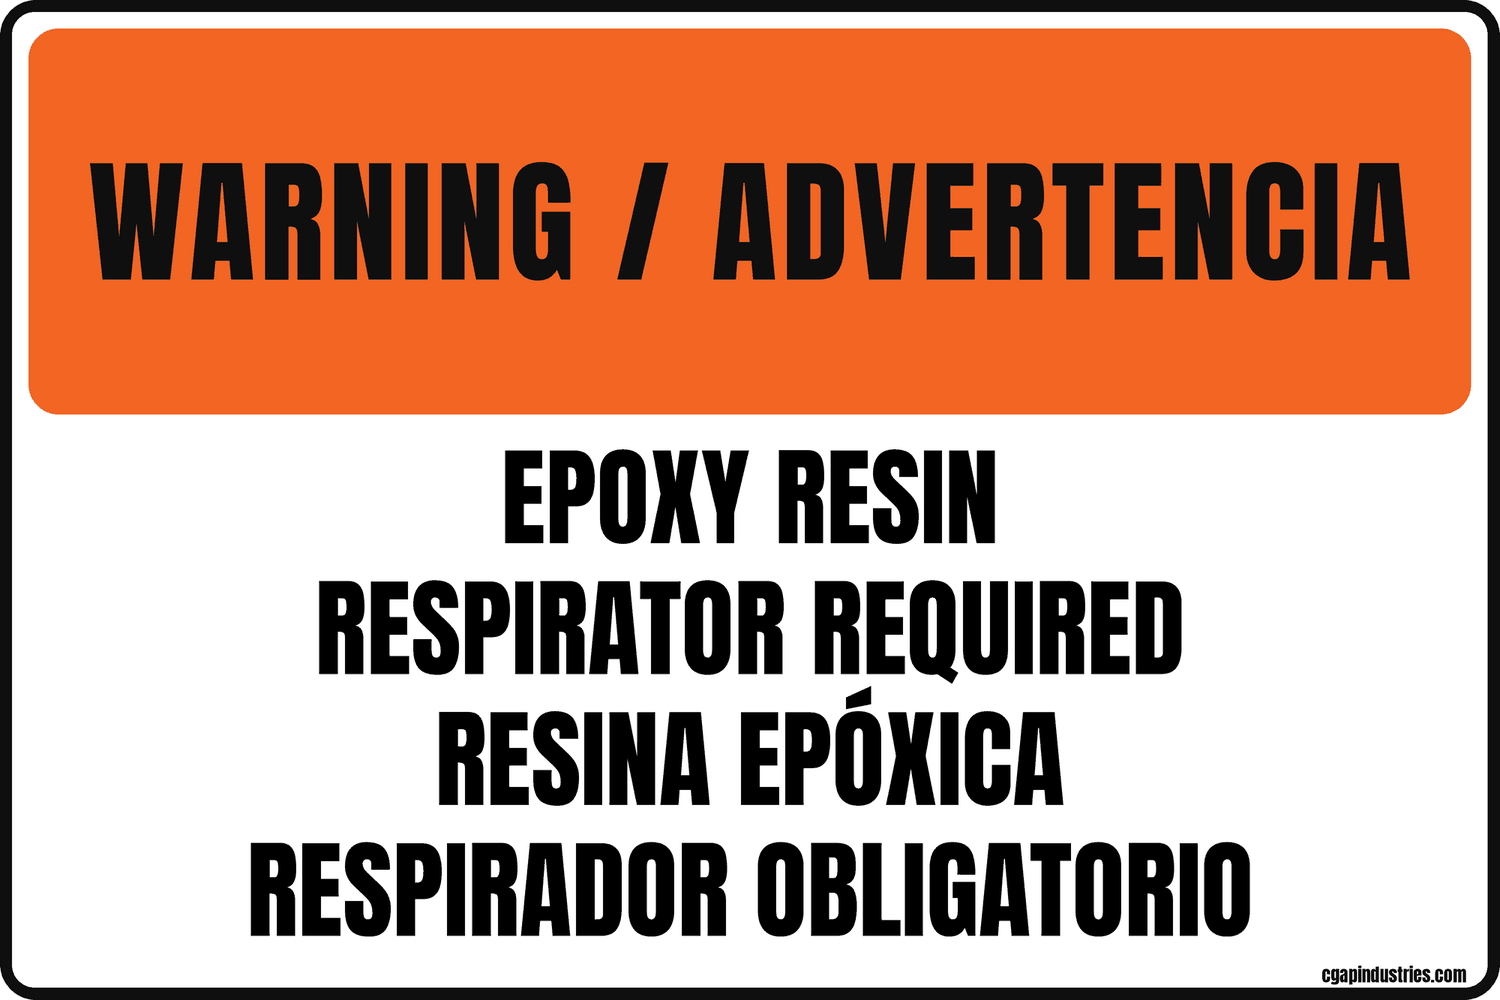 WARNING / ADVERTENCIA
EPOXY RESIN
RESPIRATOR REQUIRED
RESINA EPÓXICA
RESPIRADOR OBLIGATORIO
cgapindustries.com